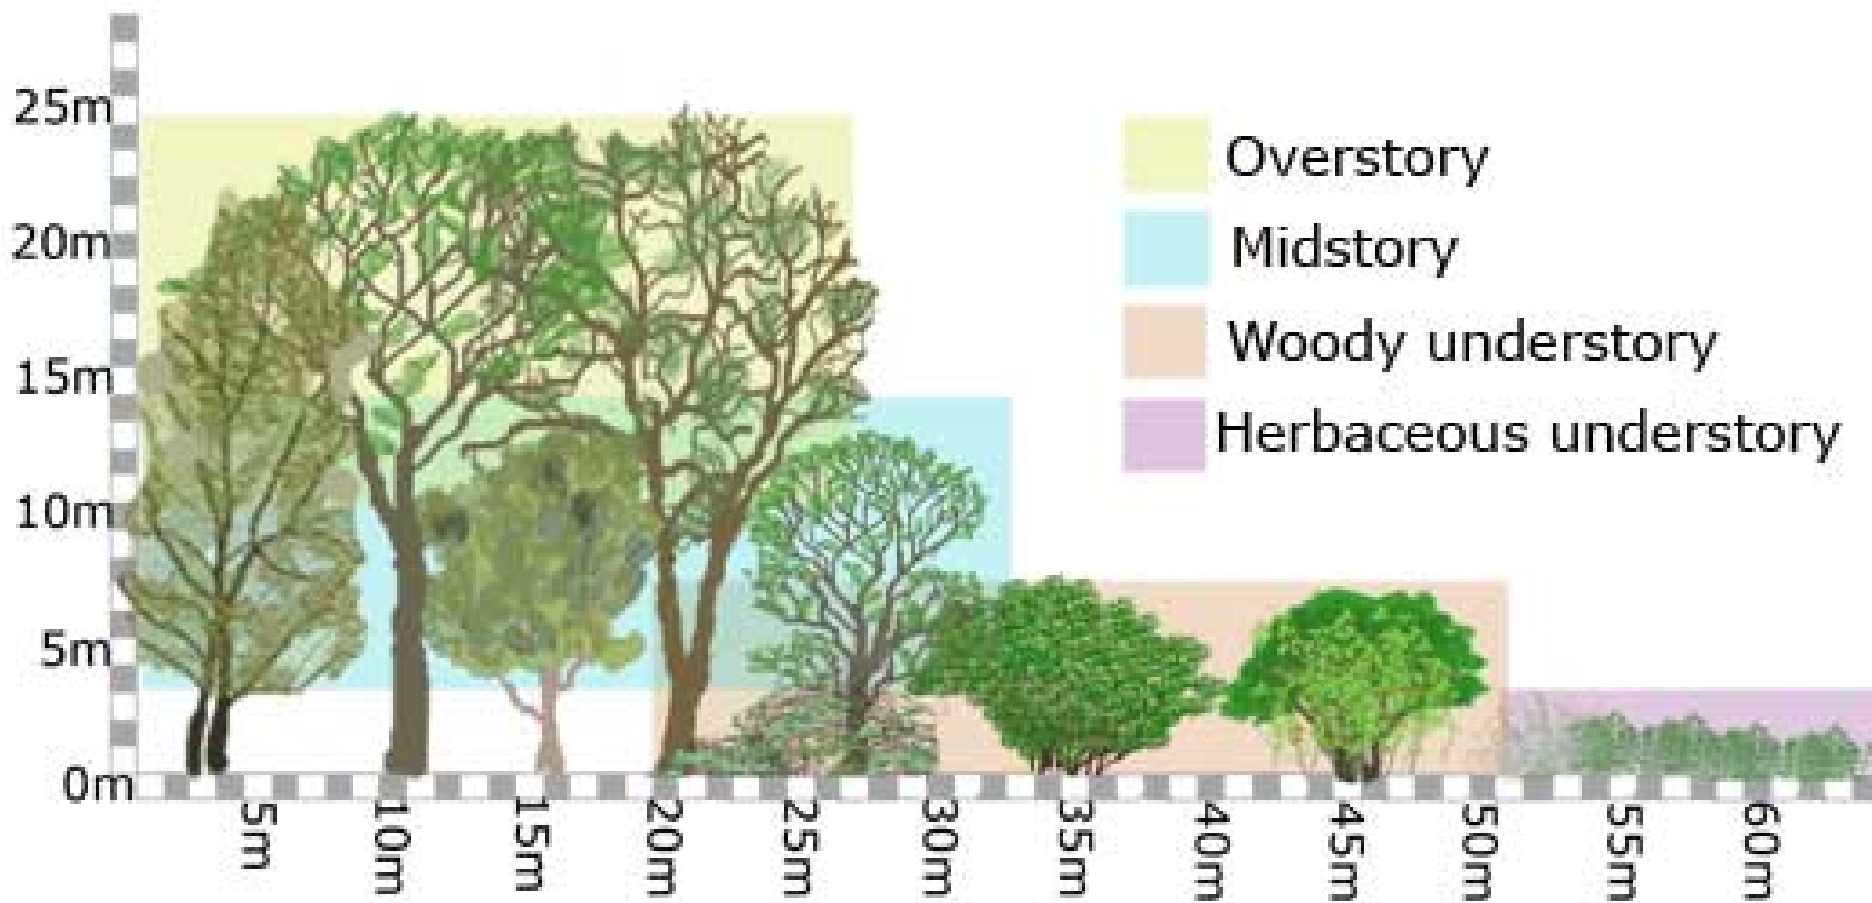 25m
20m
15m
10m
5m
0m
5m
10m
15m
20m
25m
30m
35m
40m
45m
50m
55m
60m
Overstory
Midstory
Woody understory
Herbaceous understory